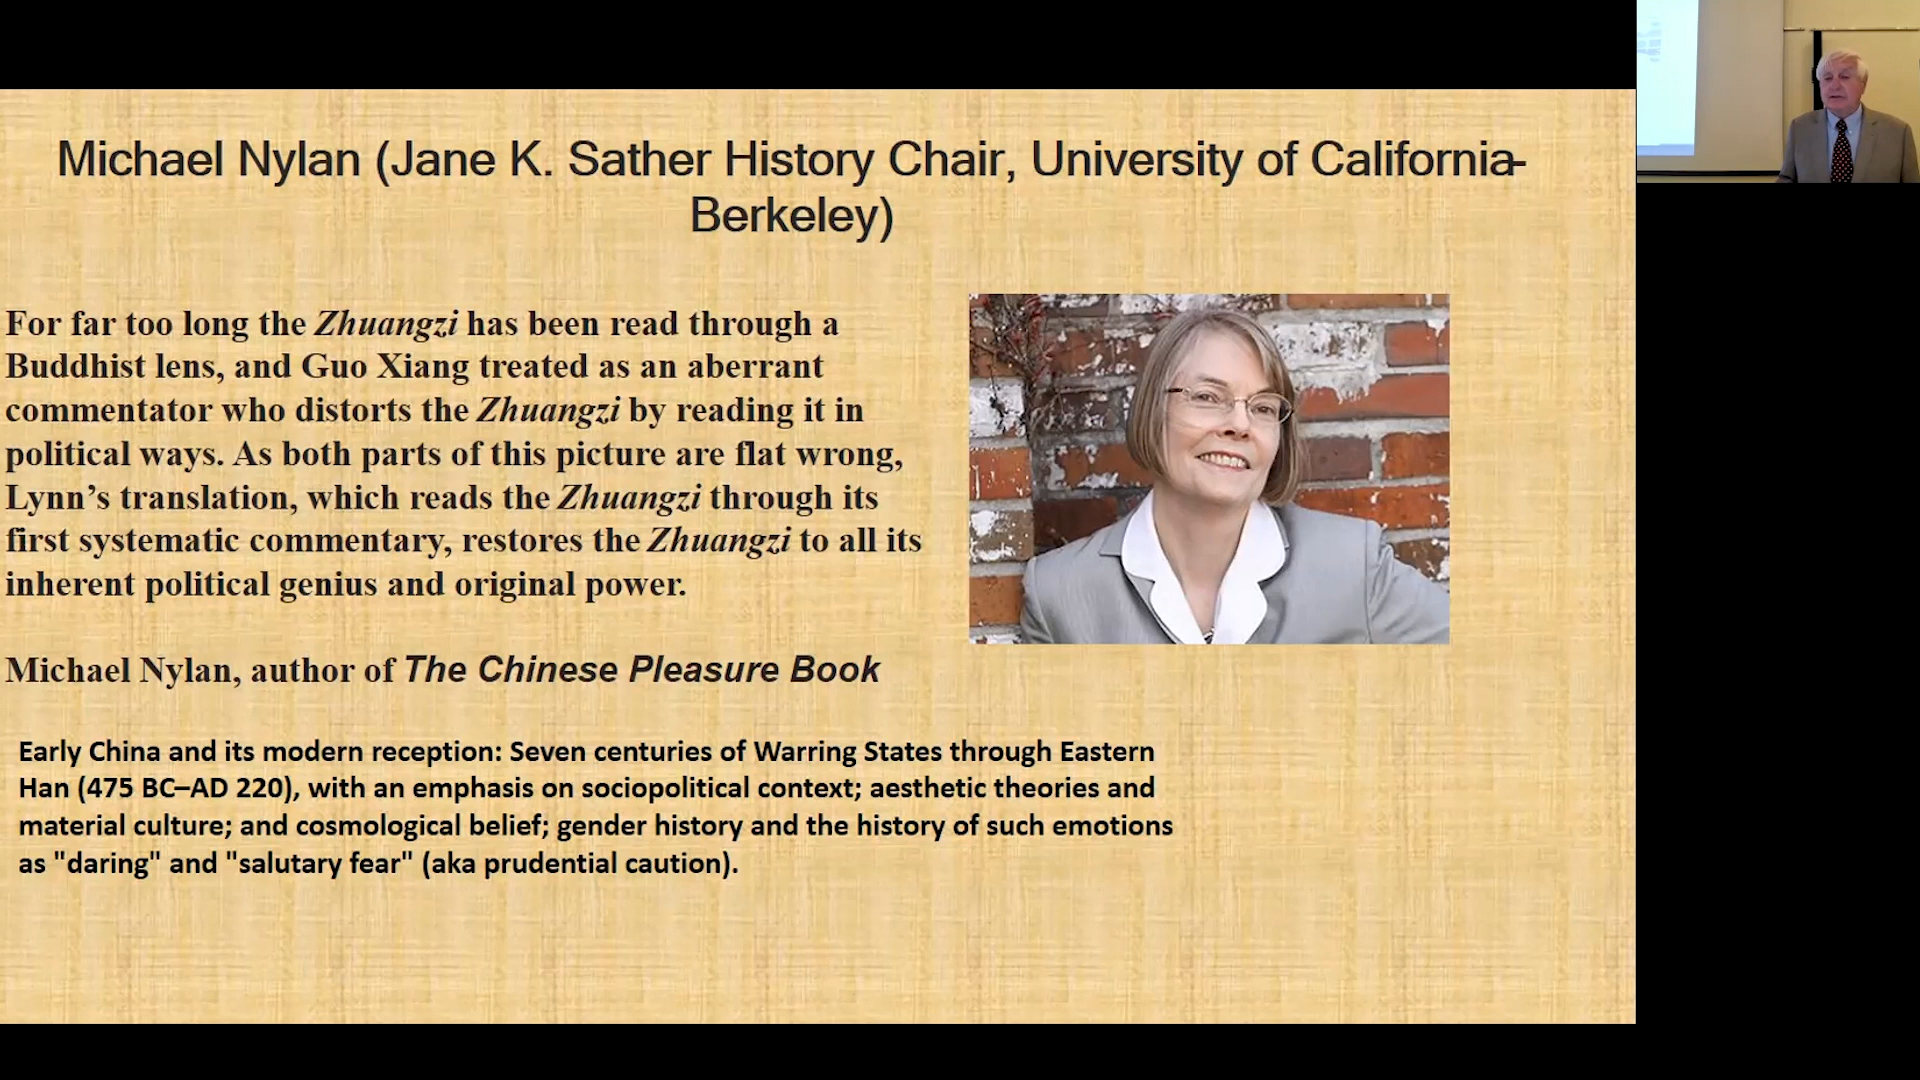 Michael Nylan (Jane K. Sather History Chair, University of California-
Berkeley)
For far too long the Zhuangzi has been read through a
Buddhist lens, and Guo Xiang treated as an aberrant
commentator who distorts the Zhuangzi by reading it in
political ways. As both parts of this picture are flat wrong,
Lynn’s translation, which reads the Zhuangzi through its
first systematic commentary, restores the Zhuangzi to all its
inherent political genius and original power.
Michael Nylan, author of The Chinese Pleasure Book
Early China and its modern reception: Seven centuries of Warring States through Eastern
Han (475 BC–AD 220), with an emphasis on sociopolitical context; aesthetic theories and
material culture; and cosmological belief; gender history and the history of such emotions
as "daring" and "salutary fear" (aka prudential caution).